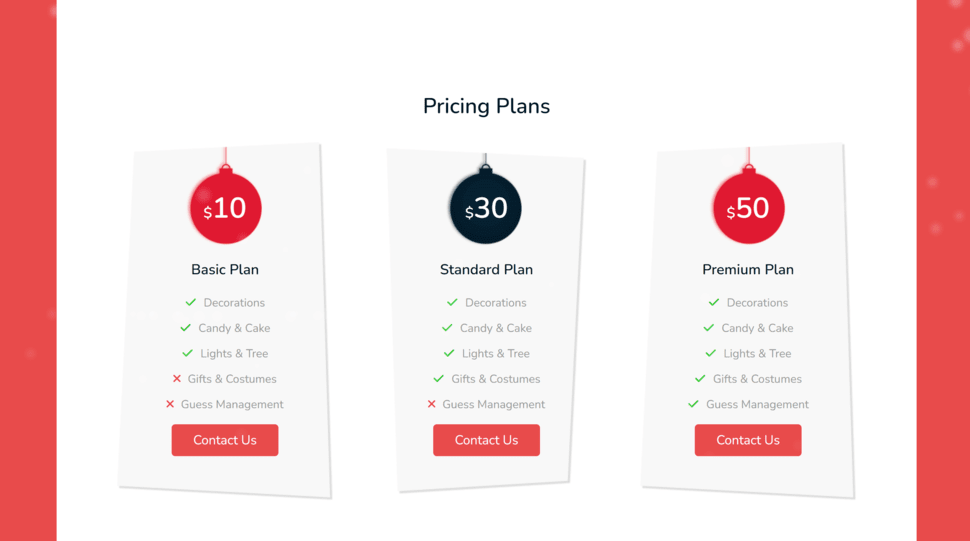 Pricing Plans
$10
Basic Plan
Decorations
Candy & Cake
Lights & Tree
Gifts & Costumes
Guess Management
Contact Us
$30
Standard Plan
Decorations
Candy & Cake
Lights & Tree
Gifts & Costumes
Guess Management
Contact Us
$50
Premium Plan
Decorations
Candy & Cake
Lights & Tree
Gifts & Costumes
Guess Management
Contact Us